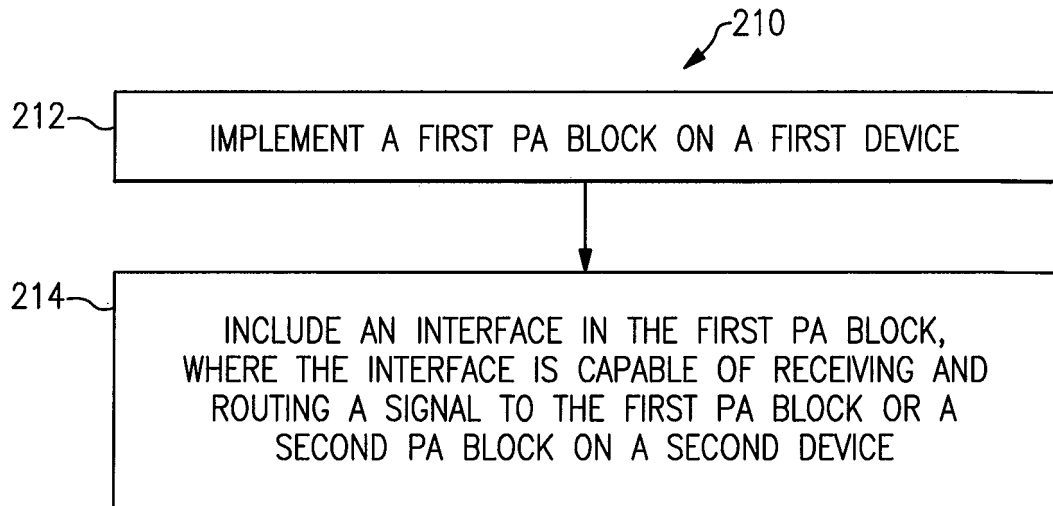 210
212
IMPLEMENT A FIRST PA BLOCK ON A FIRST DEVICE
214
INCLUDE AN INTERFACE IN THE FIRST PA BLOCK,
WHERE THE INTERFACE IS CAPABLE OF RECEIVING AND
ROUTING A SIGNAL TO THE FIRST PA BLOCK OR A
SECOND PA BLOCK ON A SECOND DEVICE